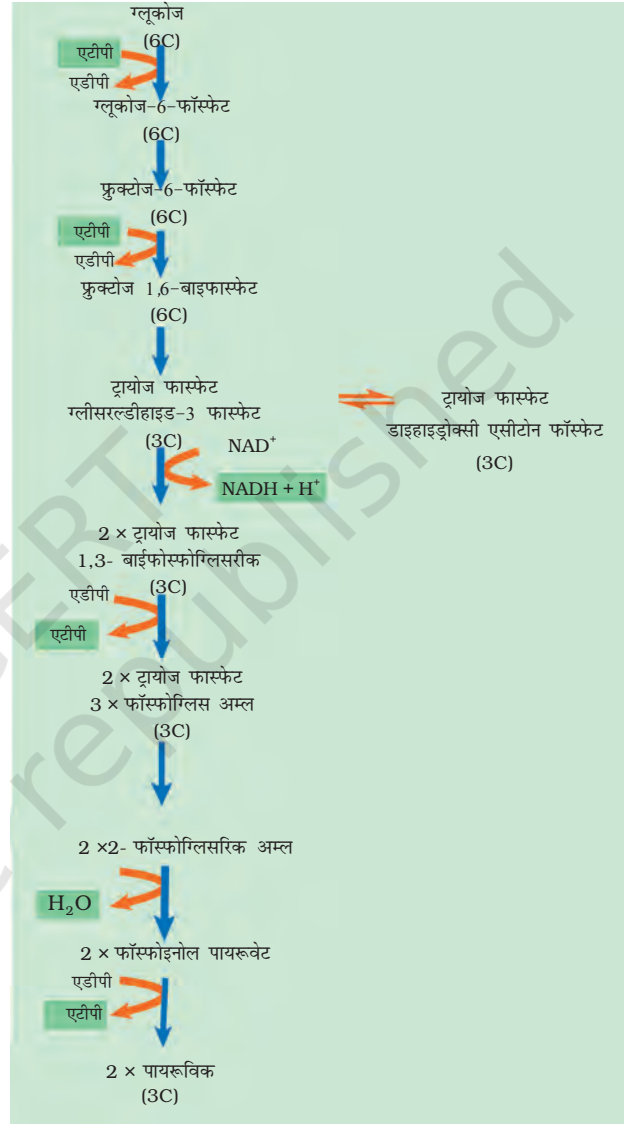 ग्लूकोज
(6C)
एटीपी
एडीपी
ग्लूकोज-6-फॉस्फेट
(6C)
फ्रुक्टोज-6-फॉस्फेट
(6C)
एटीपी
एडीपी
फ्रुक्टोज 1,6-बाइफास्फेट
(6C)
ट्रायोज फास्फेट
ग्लीसरल्डीहाइड-3 फास्फेट
(3C)
ट्रायोज फास्फेट
डाइहाइड्रोक्सी एसीटोन फॉस्फेट
(3C)
NAD⁺
NADH + H⁺
2 × ट्रायोज फास्फेट
1,3- बाईफोस्फोग्लिसरीक
(3C)
एडीपी
एटीपी
2 × ट्रायोज फास्फेट
3 × फॉस्फोग्लिस अम्ल
(3C)
2 ×2- फॉस्फोग्लिसरिक अम्ल
H₂O
2 × फॉस्फोइनोल पायरूवेट
एडीपी
एटीपी
2 × पायरूविक
(3C)
republished